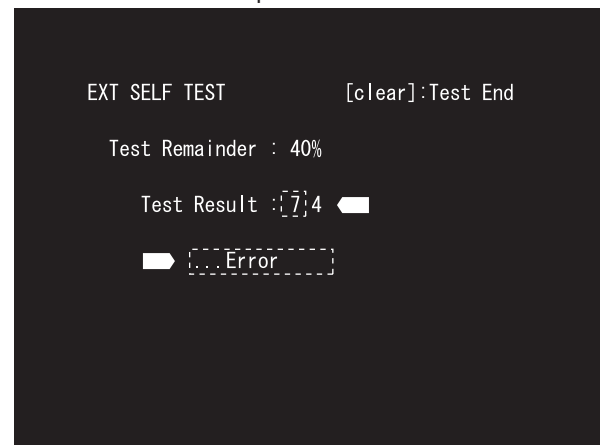 EXT SELF TEST [clear]:Test End
Test Remainder : 40%
Test Result :74
...Error